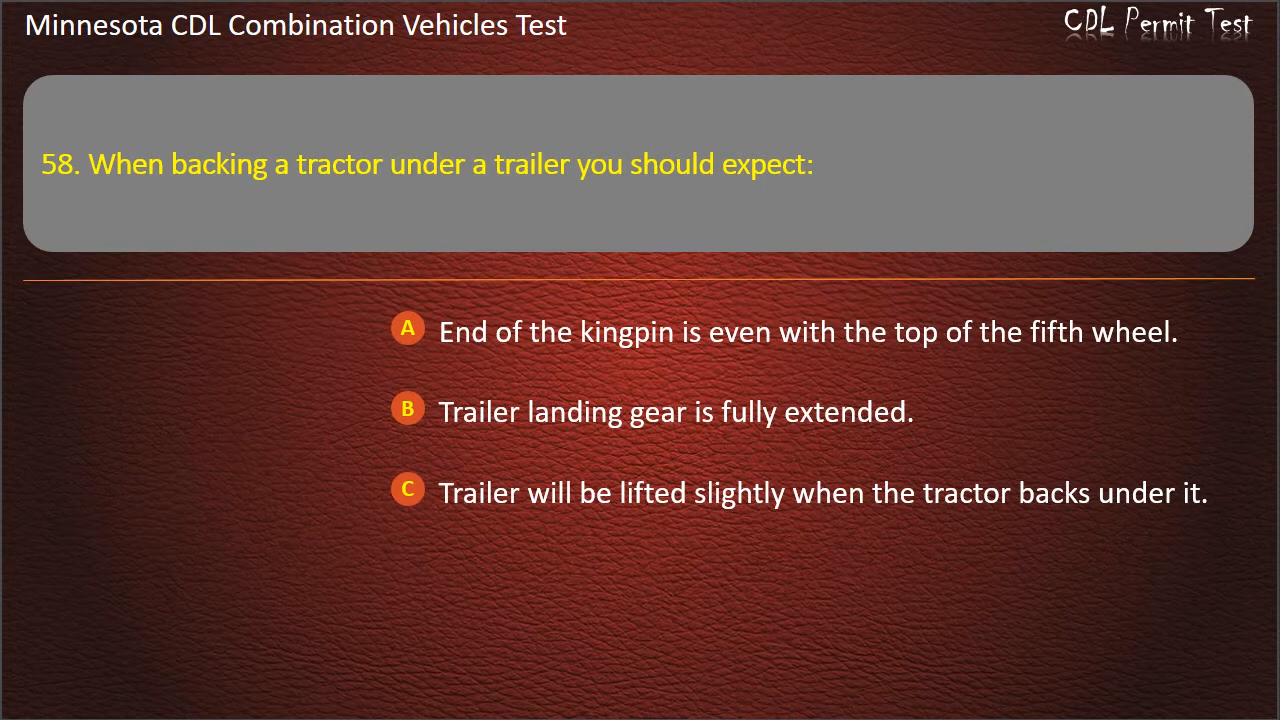 Minnesota CDL Combination Vehicles Test
CDL Permit Test
58. When backing a tractor under a trailer you should expect:
A End of the kingpin is even with the top of the fifth wheel.
B Trailer landing gear is fully extended.
C Trailer will be lifted slightly when the tractor backs under it.